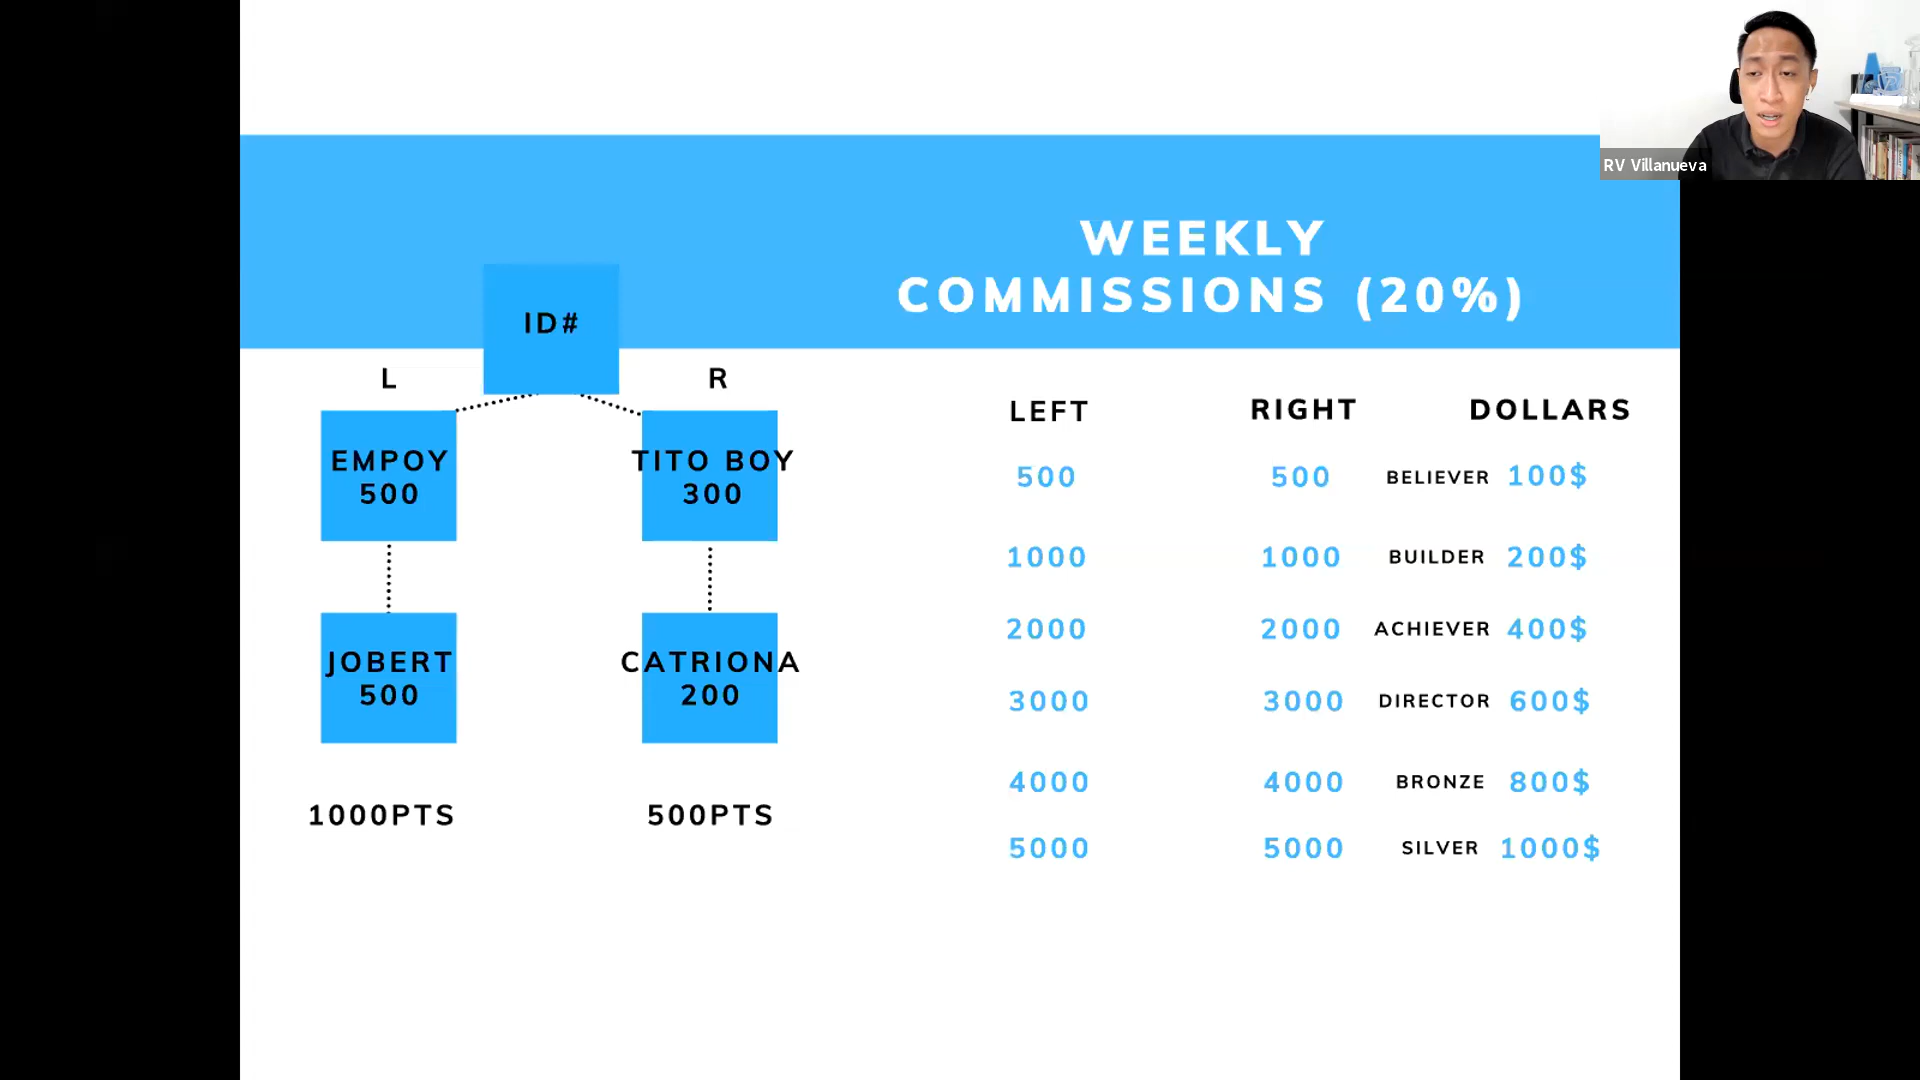 RV Villanueva
WEEKLY
COMMISSIONS (20%)
ID#
L R
EMPOY
500
TITO BOY
300
JOBERT
500
CATRIONA
200
1000PTS 500PTS
LEFT RIGHT DOLLARS
500 500 BELIEVER 100$
1000 1000 BUILDER 200$
2000 2000 ACHIEVER 400$
3000 3000 DIRECTOR 600$
4000 4000 BRONZE 800$
5000 5000 SILVER 1000$